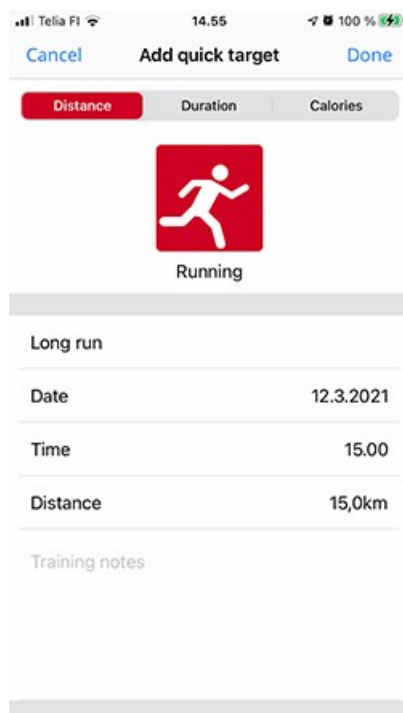 Telia FI 14.55 100 %
Cancel Add quick target Done
Distance Duration Calories
Running
Long run
Date 12.3.2021
Time 15.00
Distance 15,0km
Training notes